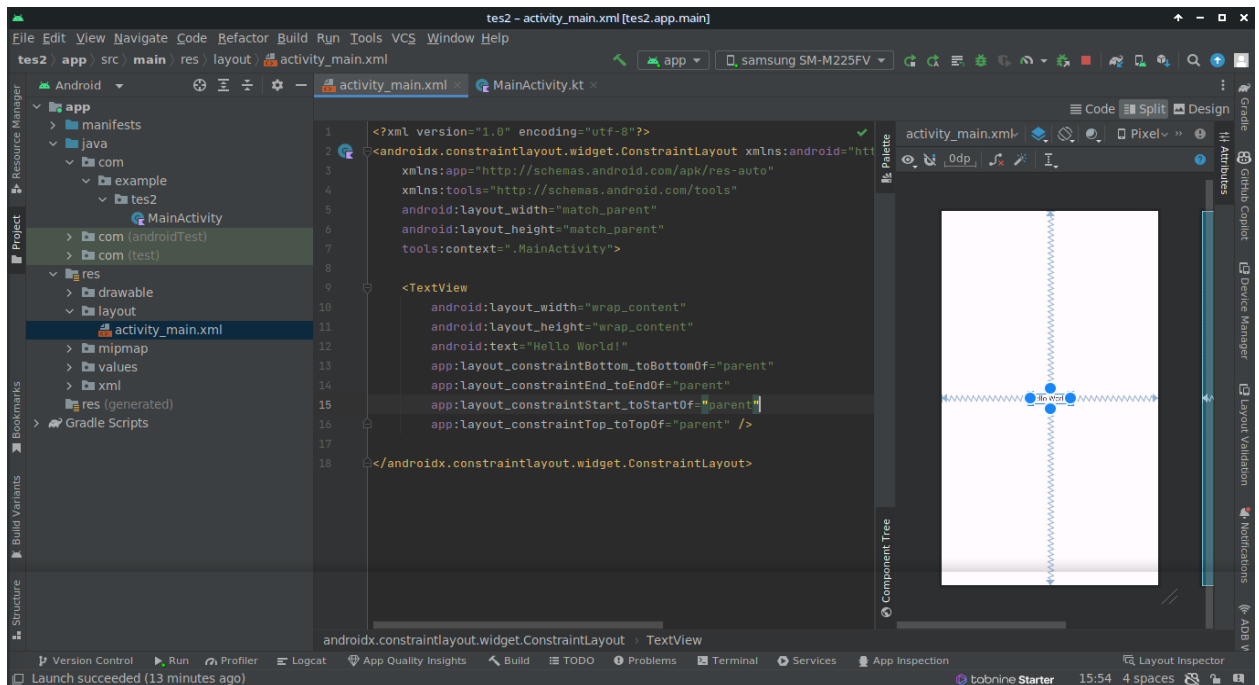 tes2 – activity_main.xml [tes2.app.main]
File Edit View Navigate Code Refactor Build Run Tools VCS Window Help
tes2 app src main res layout activity_main.xml
app samsung SM-M225FV
Android
activity_main.xml MainActivity.kt
Code Split Design
Resource Manager
Project
Bookmarks
Build Variants
Structure
app
manifests
java
com
example
tes2
MainActivity
com (androidTest)
com (test)
res
drawable
layout
activity_main.xml
mipmap
values
xml
res (generated)
Gradle Scripts
1 <?xml version="1.0" encoding="utf-8"?>
2 <androidx.constraintlayout.widget.ConstraintLayout xmlns:android="htt
3 xmlns:app="http://schemas.android.com/apk/res-auto"
4 xmlns:tools="http://schemas.android.com/tools"
5 android:layout_width="match_parent"
6 android:layout_height="match_parent"
7 tools:context=".MainActivity">
8
9 <TextView
10 android:layout_width="wrap_content"
11 android:layout_height="wrap_content"
12 android:text="Hello World!"
13 app:layout_constraintBottom_toBottomOf="parent"
14 app:layout_constraintEnd_toEndOf="parent"
15 app:layout_constraintStart_toStartOf="parent"
16 app:layout_constraintTop_toTopOf="parent" />
17
18 </androidx.constraintlayout.widget.ConstraintLayout>
androidx.constraintlayout.widget.ConstraintLayout TextView
Palette
Component Tree
activity_main.xml Pixel
0dp
Attributes
Gradle
GitHub Copilot
Device Manager
Layout Validation
Notifications
ADB
Version Control Run Profiler Logcat App Quality Insights Build TODO Problems Terminal Services App Inspection Layout Inspector
Launch succeeded (13 minutes ago) tabnine Starter 15:54 4 spaces